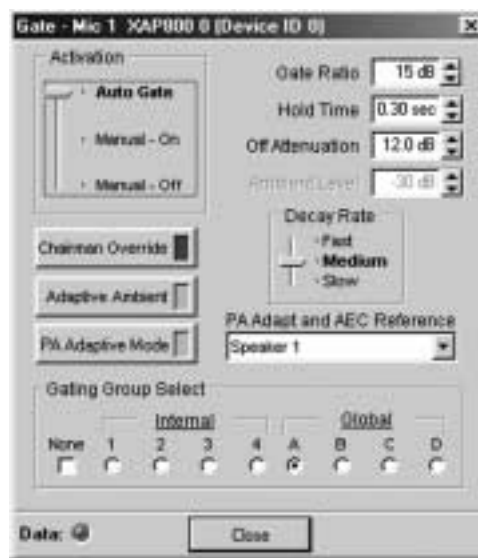 Gate - Mic 1 XAP800 0 (Device ID 0)
Activation
Auto Gate
Manual - On
Manual - Off
Gate Ratio 15 dB
Hold Time 0.30 sec
Off Attenuation 12.0 dB
Ambient Level -30 dB
Decay Rate
Fast
Medium
Slow
Chairman Override
Adaptive Ambient
PA Adaptive Mode
PA Adapt and AEC Reference
Speaker 1
Gating Group Select
Internal Global
None 1 2 3 4 A B C D
Data: Close